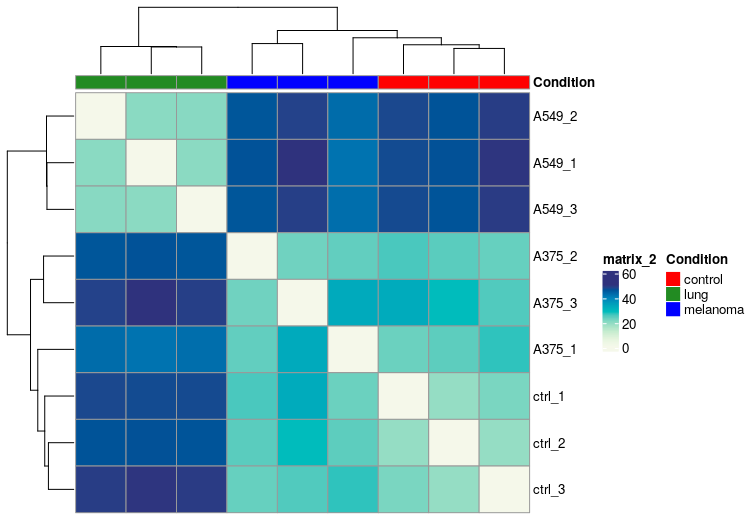 Condition
A549_2
A549_1
A549_3
A375_2
A375_3
A375_1
ctrl_1
ctrl_2
ctrl_3
matrix_2
60
40
20
0
Condition
control
lung
melanoma